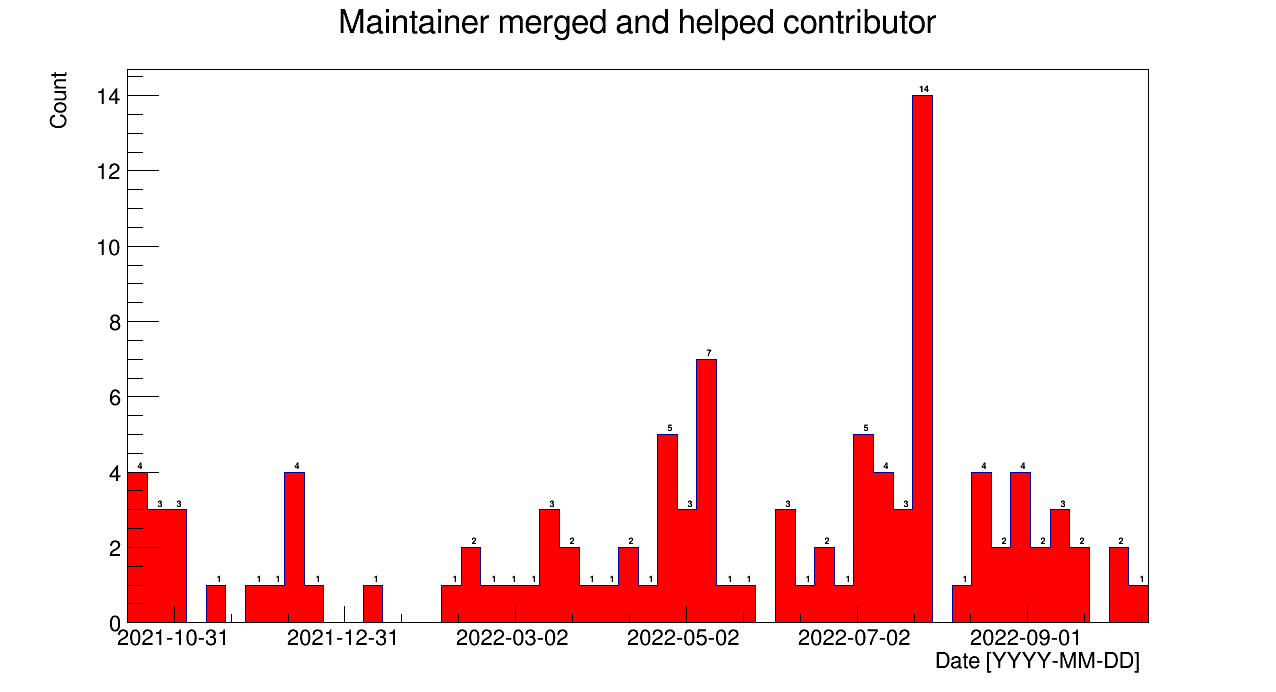 Maintainer merged and helped contributor
Count
14
12
10
8
6
4
2
0
4 3 3 1 1 1 4 1 1 1 2 1 1 1 3 2 1 1 2 1 5 3 7 1 1 3 1 2 1 5 4 3 14 1 4 2 4 2 3 2 2 1
2021-10-31 2021-12-31 2022-03-02 2022-05-02 2022-07-02 2022-09-01
Date [YYYY-MM-DD]